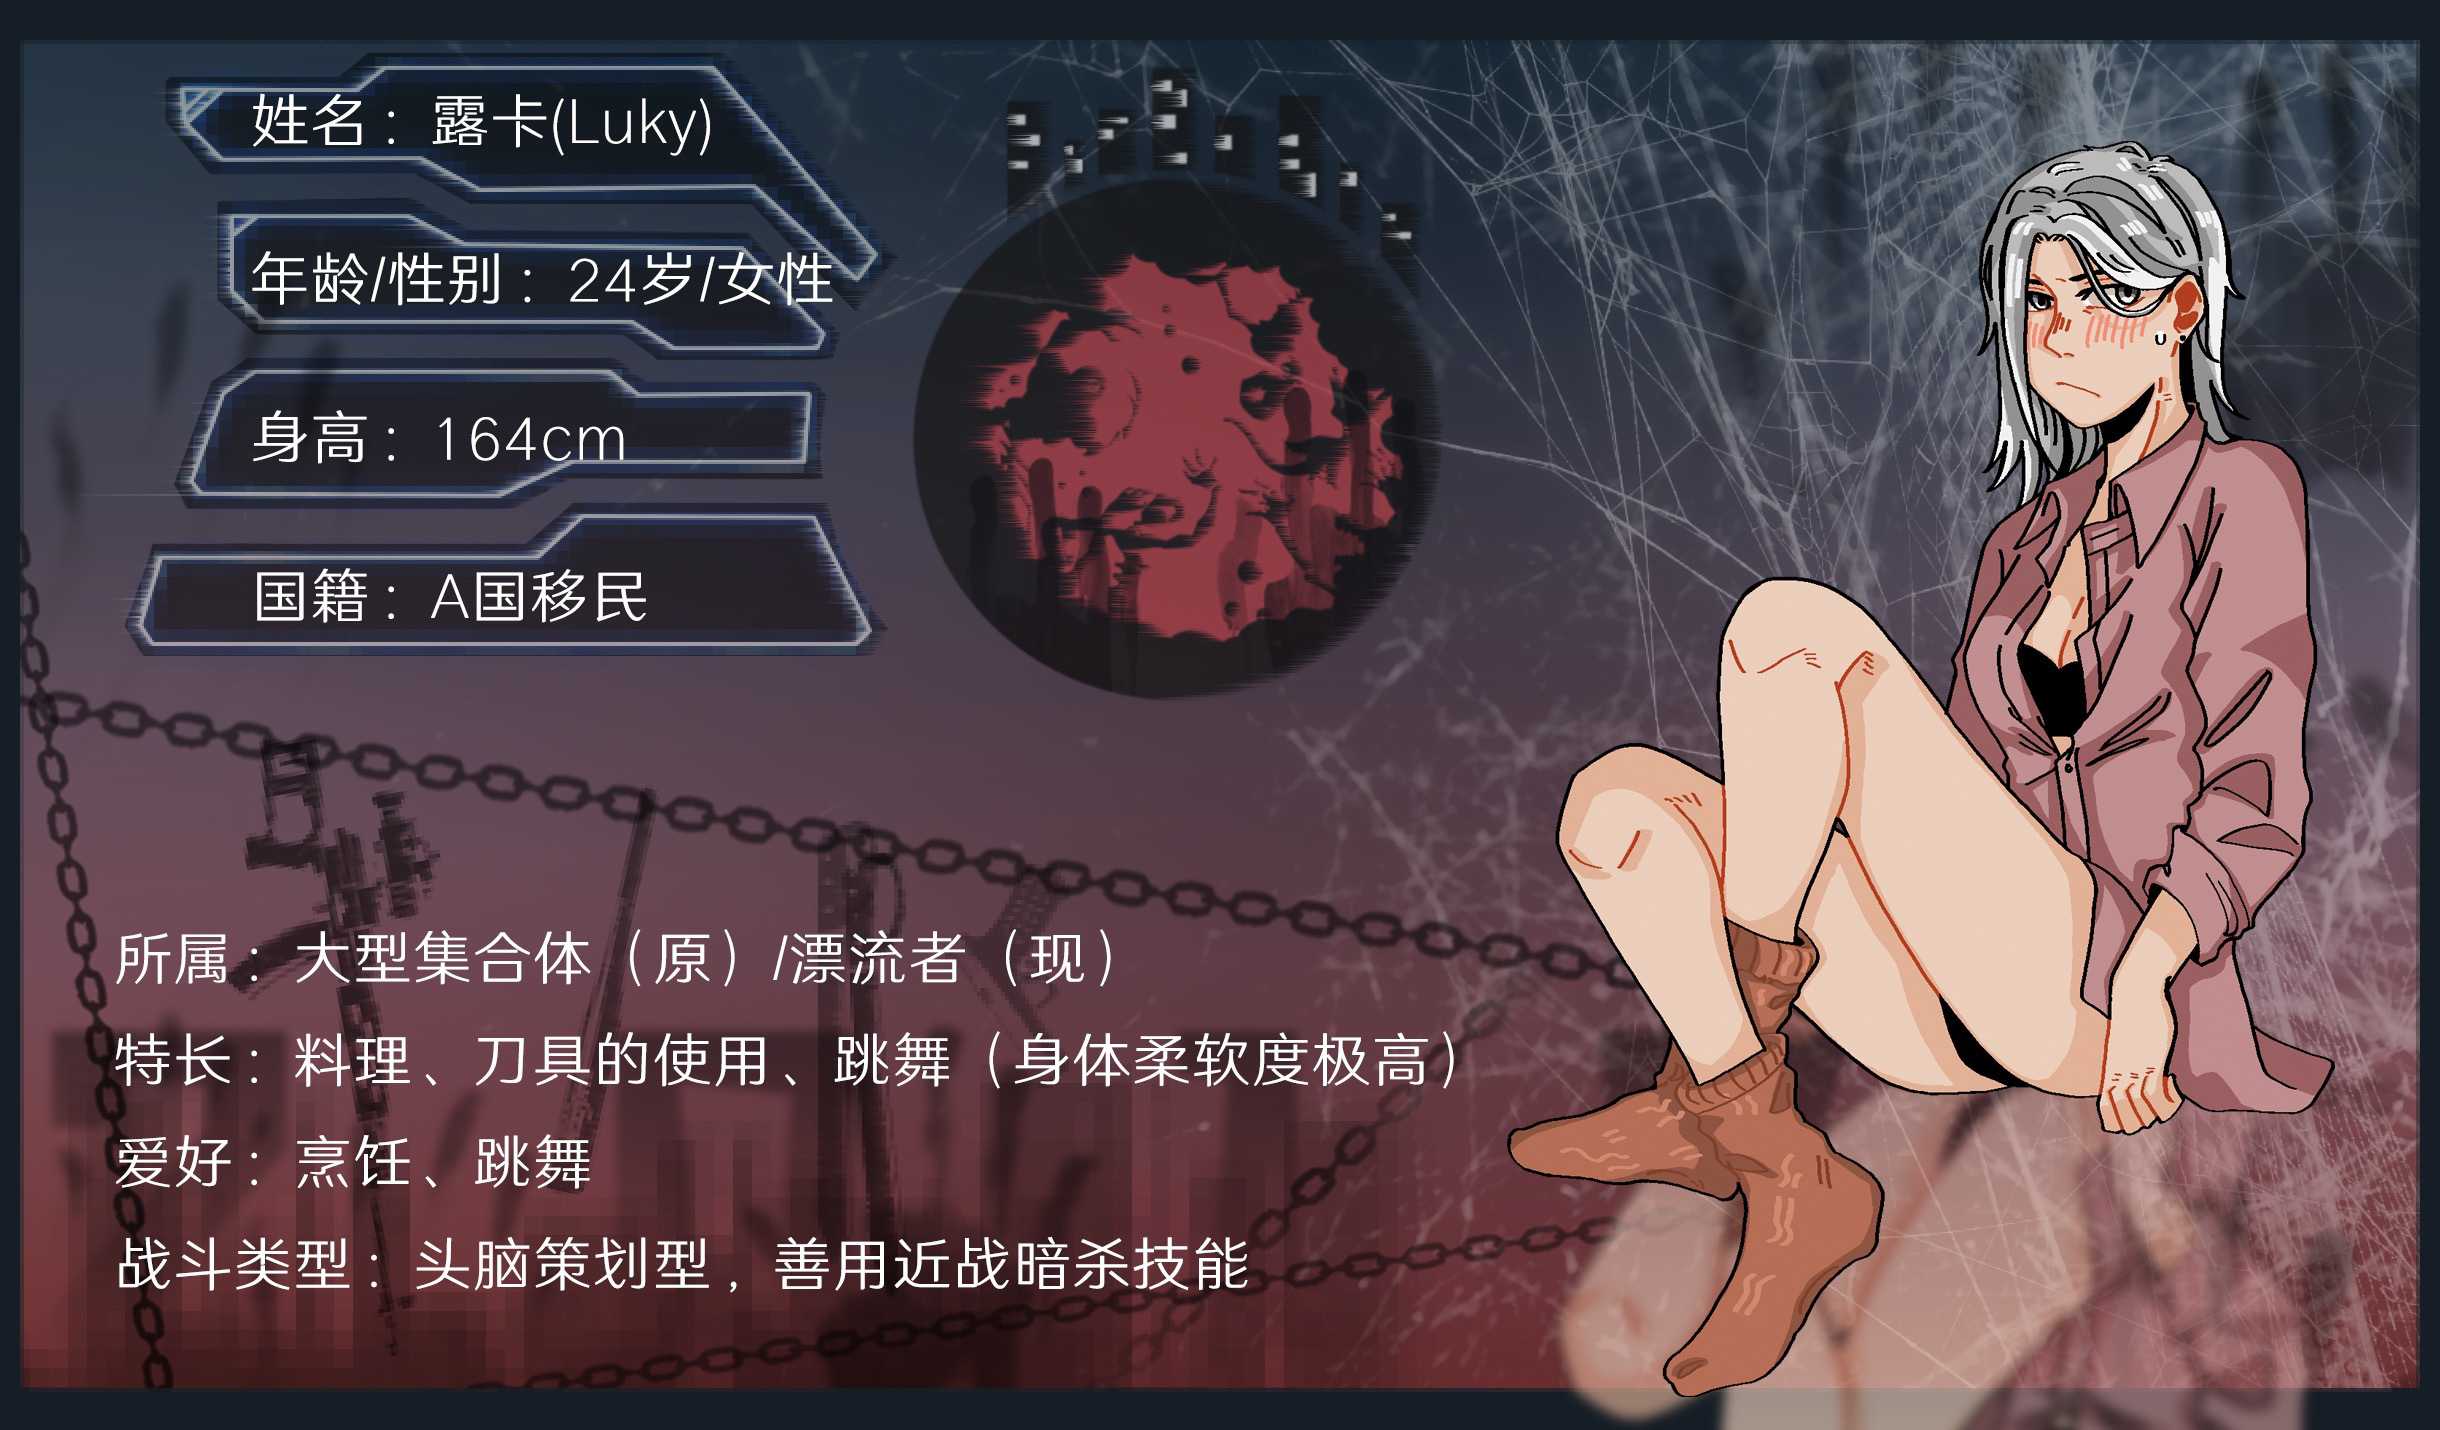 姓名：露卡(Luky)
年龄/性别：24岁/女性
身高：164cm
国籍：A国移民
所属：大型集合体（原）/漂流者（现）
特长：料理、刀具的使用、跳舞（身体柔软度极高）
爱好：烹饪、跳舞
战斗类型：头脑策划型，善用近战暗杀技能